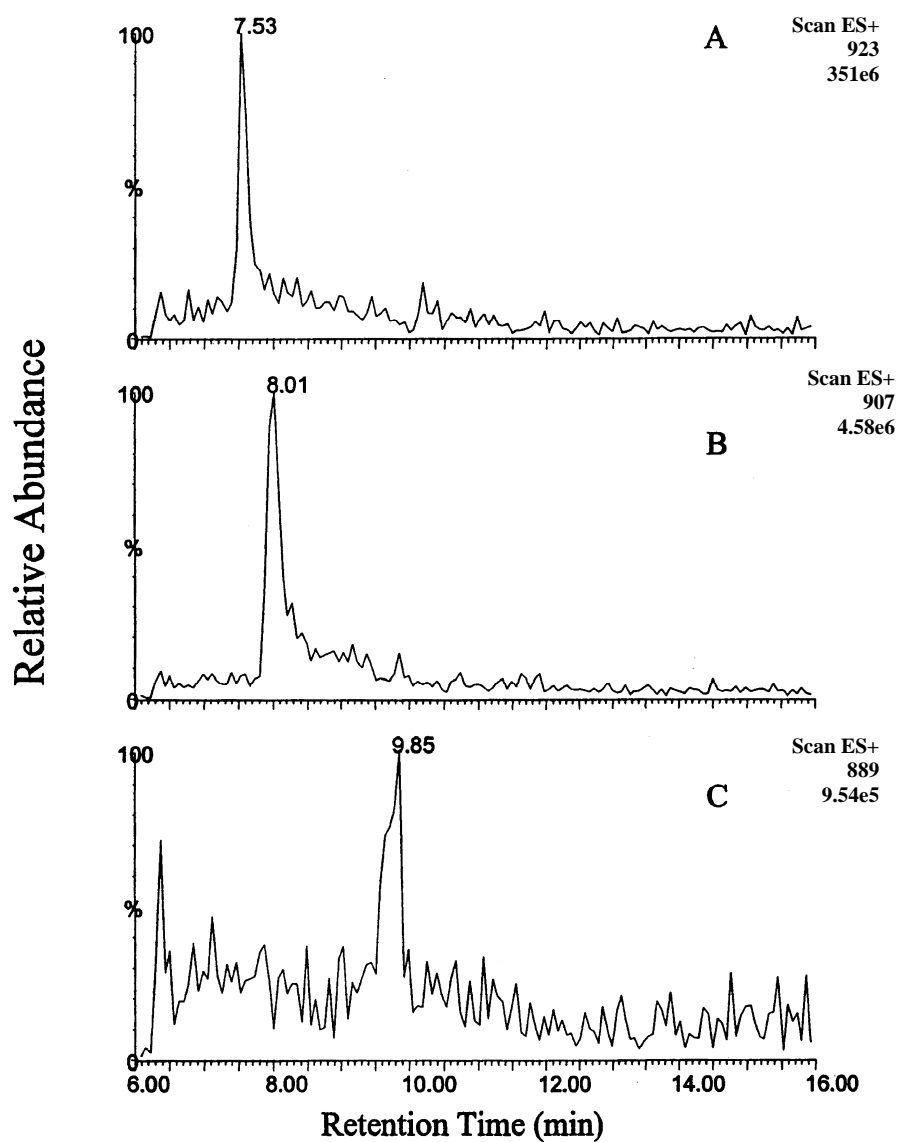 7.53
A
Scan ES+
923
351e6
100
%
0
8.01
B
Scan ES+
907
4.58e6
100
%
0
Relative Abundance
9.85
C
Scan ES+
889
9.54e5
100
%
0
6.00 8.00 10.00 12.00 14.00 16.00
Retention Time (min)